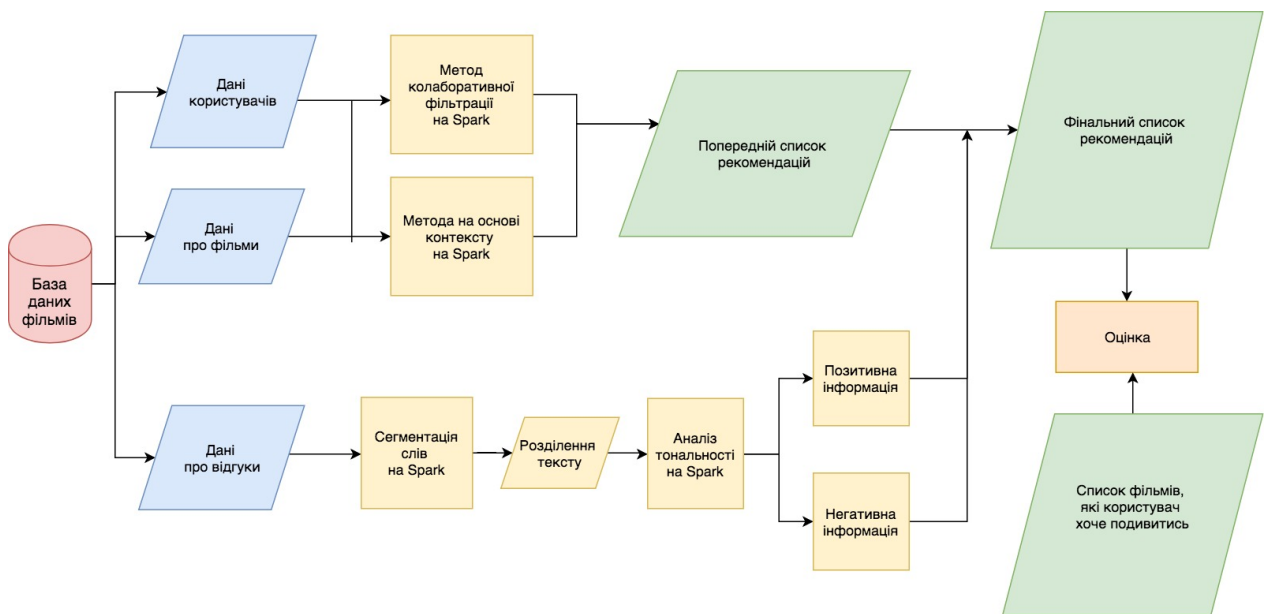 Дані
користувачів
Метод
колаборативної
фільтрації
на Spark
Попередній список
рекомендацій
Фінальний список
рекомендацій
Дані
про фільми
Метода на основі
контексту
на Spark
База
даних
фільмів
Оцінка
Позитивна
інформація
Дані
про відгуки
Сегментація
слів
на Spark
Розділення
тексту
Аналіз
тональності
на Spark
Негативна
інформація
Список фільмів,
які користувач
хоче подивитись